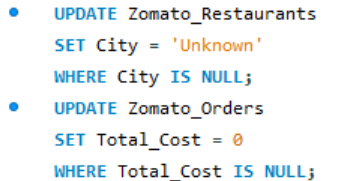 UPDATE Zomato_Restaurants
SET City = 'Unknown'
WHERE City IS NULL;
UPDATE Zomato_Orders
SET Total_Cost = 0
WHERE Total_Cost IS NULL;